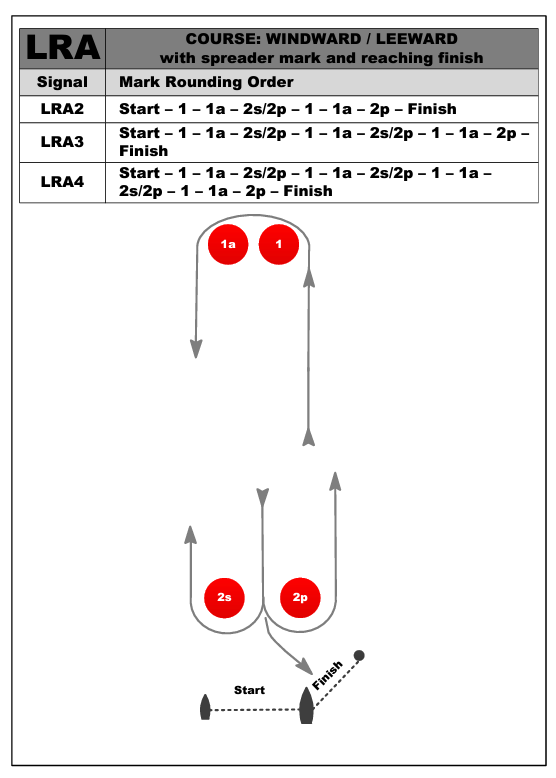 LRA
COURSE: WINDWARD / LEEWARD
with spreader mark and reaching finish
Signal
Mark Rounding Order
LRA2
Start – 1 – 1a – 2s/2p – 1 – 1a – 2p – Finish
LRA3
Start – 1 – 1a – 2s/2p – 1 – 1a – 2s/2p – 1 – 1a – 2p –
Finish
LRA4
Start – 1 – 1a – 2s/2p – 1 – 1a – 2s/2p – 1 – 1a –
2s/2p – 1 – 1a – 2p – Finish
1a
1
2s
2p
Start
Finish